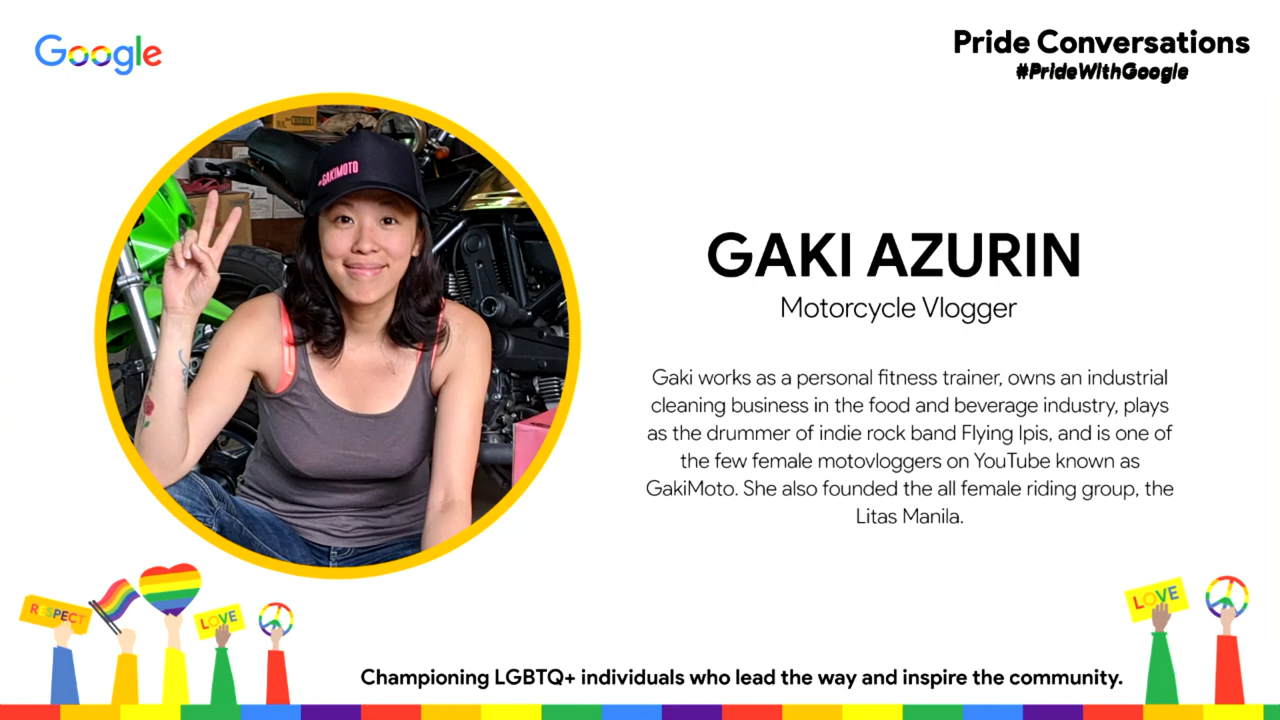 Google
Pride Conversations
#PrideWithGoogle
#GAKIMOTO
GAKI AZURIN
Motorcycle Vlogger
Gaki works as a personal fitness trainer, owns an industrial
cleaning business in the food and beverage industry, plays
as the drummer of indie rock band Flying Ipis, and is one of
the few female motovloggers on YouTube known as
GakiMoto. She also founded the all female riding group, the
Litas Manila.
RESPECT
LOVE
LOVE
Championing LGBTQ+ individuals who lead the way and inspire the community.